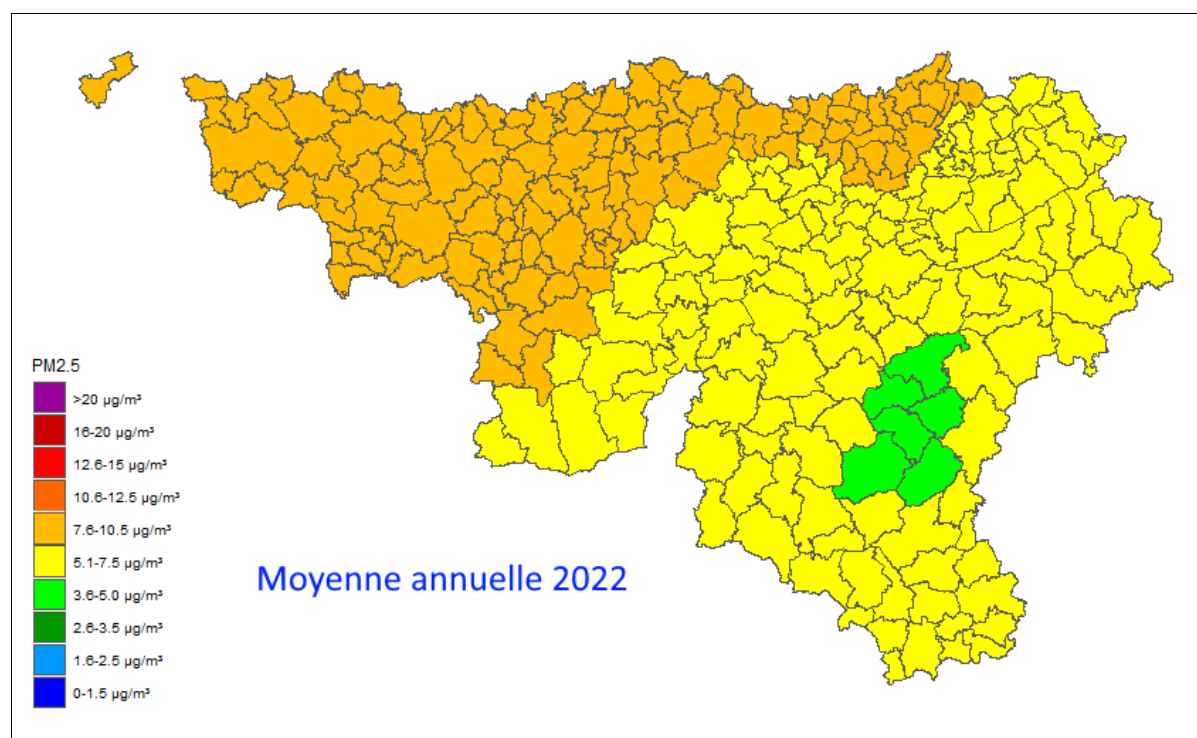 PM2.5
>20 µg/m³
16-20 µg/m³
12.6-15 µg/m³
10.6-12.5 µg/m³
7.6-10.5 µg/m³
5.1-7.5 µg/m³
3.6-5.0 µg/m³
2.6-3.5 µg/m³
1.6-2.5 µg/m³
0-1.5 µg/m³
Moyenne annuelle 2022